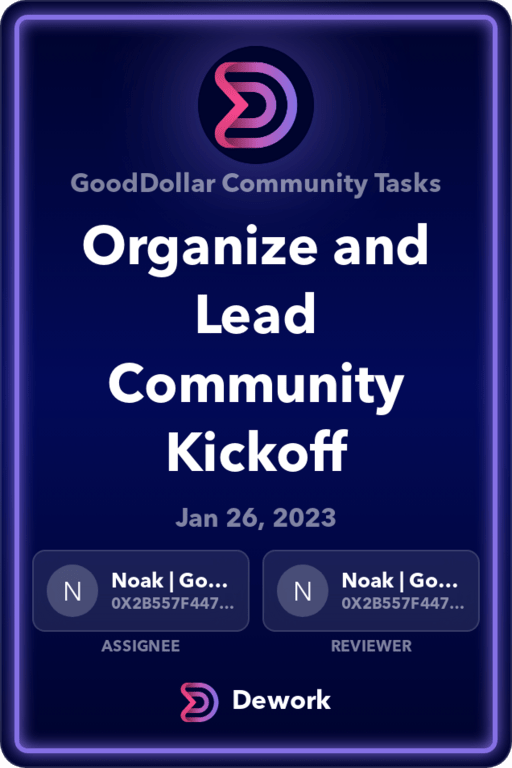 GoodDollar Community Tasks
Organize and
Lead
Community
Kickoff
Jan 26, 2023
N
Noak | Go...
0X2B557F447...
ASSIGNEE
N
Noak | Go...
0X2B557F447...
REVIEWER
Dework